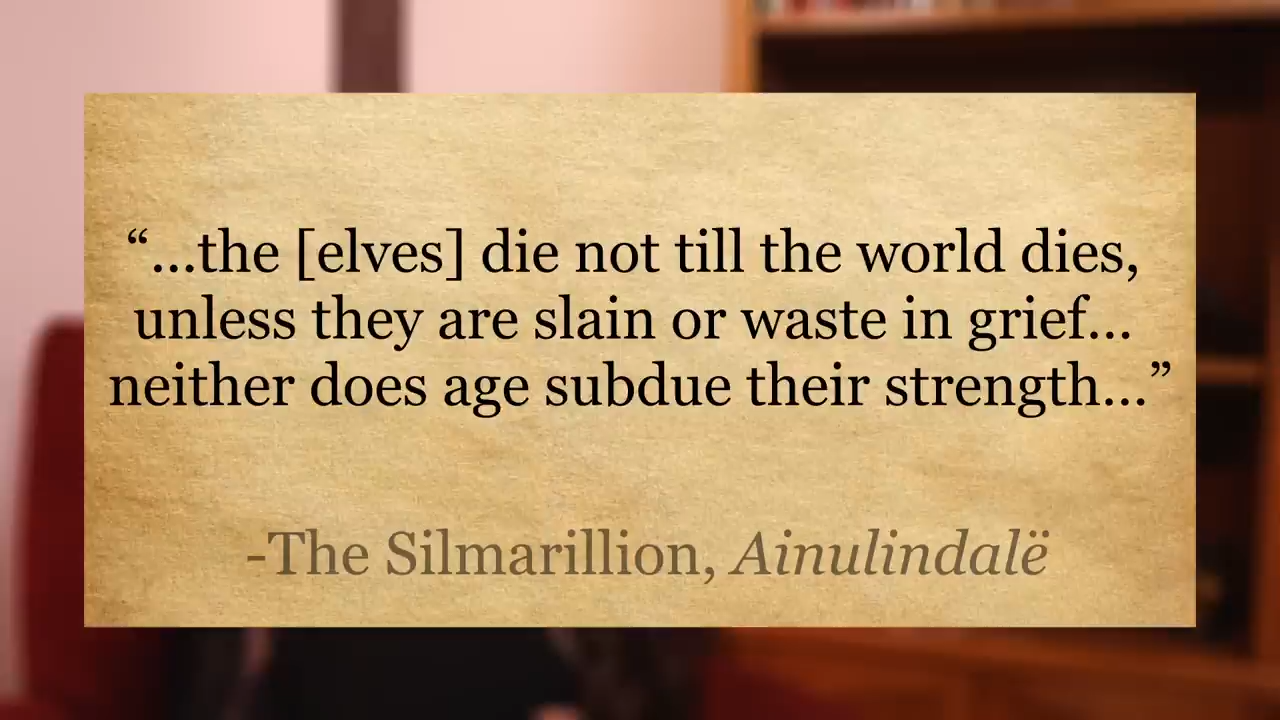 “…the [elves] die not till the world dies,
unless they are slain or waste in grief…
neither does age subdue their strength…”
-The Silmarillion, Ainulindalë